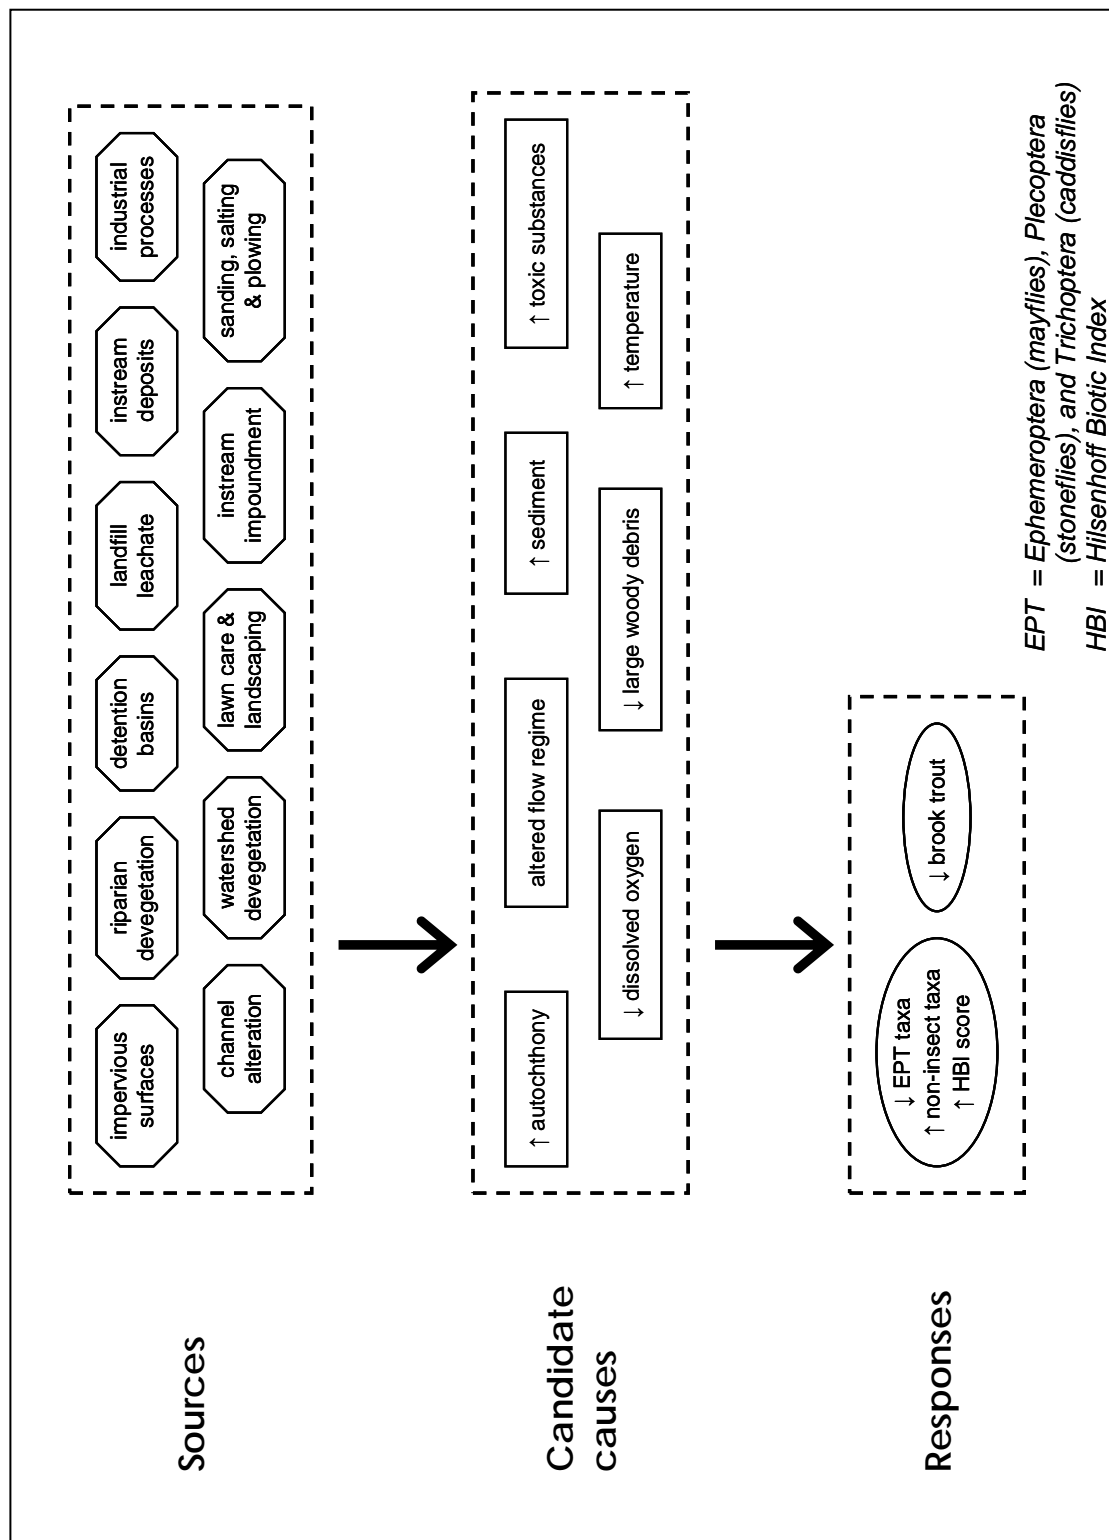 Sources
impervious
surfaces
riparian
devegetation
detention
basins
landfill
leachate
instream
deposits
industrial
processes
channel
alteration
watershed
devegetation
lawn care &
landscaping
instream
impoundment
sanding, salting
& plowing
Candidate
causes
↑ autochthony
altered flow regime
↑ sediment
↑ toxic substances
↓ dissolved oxygen
↓ large woody debris
↑ temperature
Responses
↓ EPT taxa
↑ non-insect taxa
↑ HBI score
↓ brook trout
EPT = Ephemeroptera (mayflies), Plecoptera
(stoneflies), and Trichoptera (caddisflies)
HBI = Hilsenhoff Biotic Index